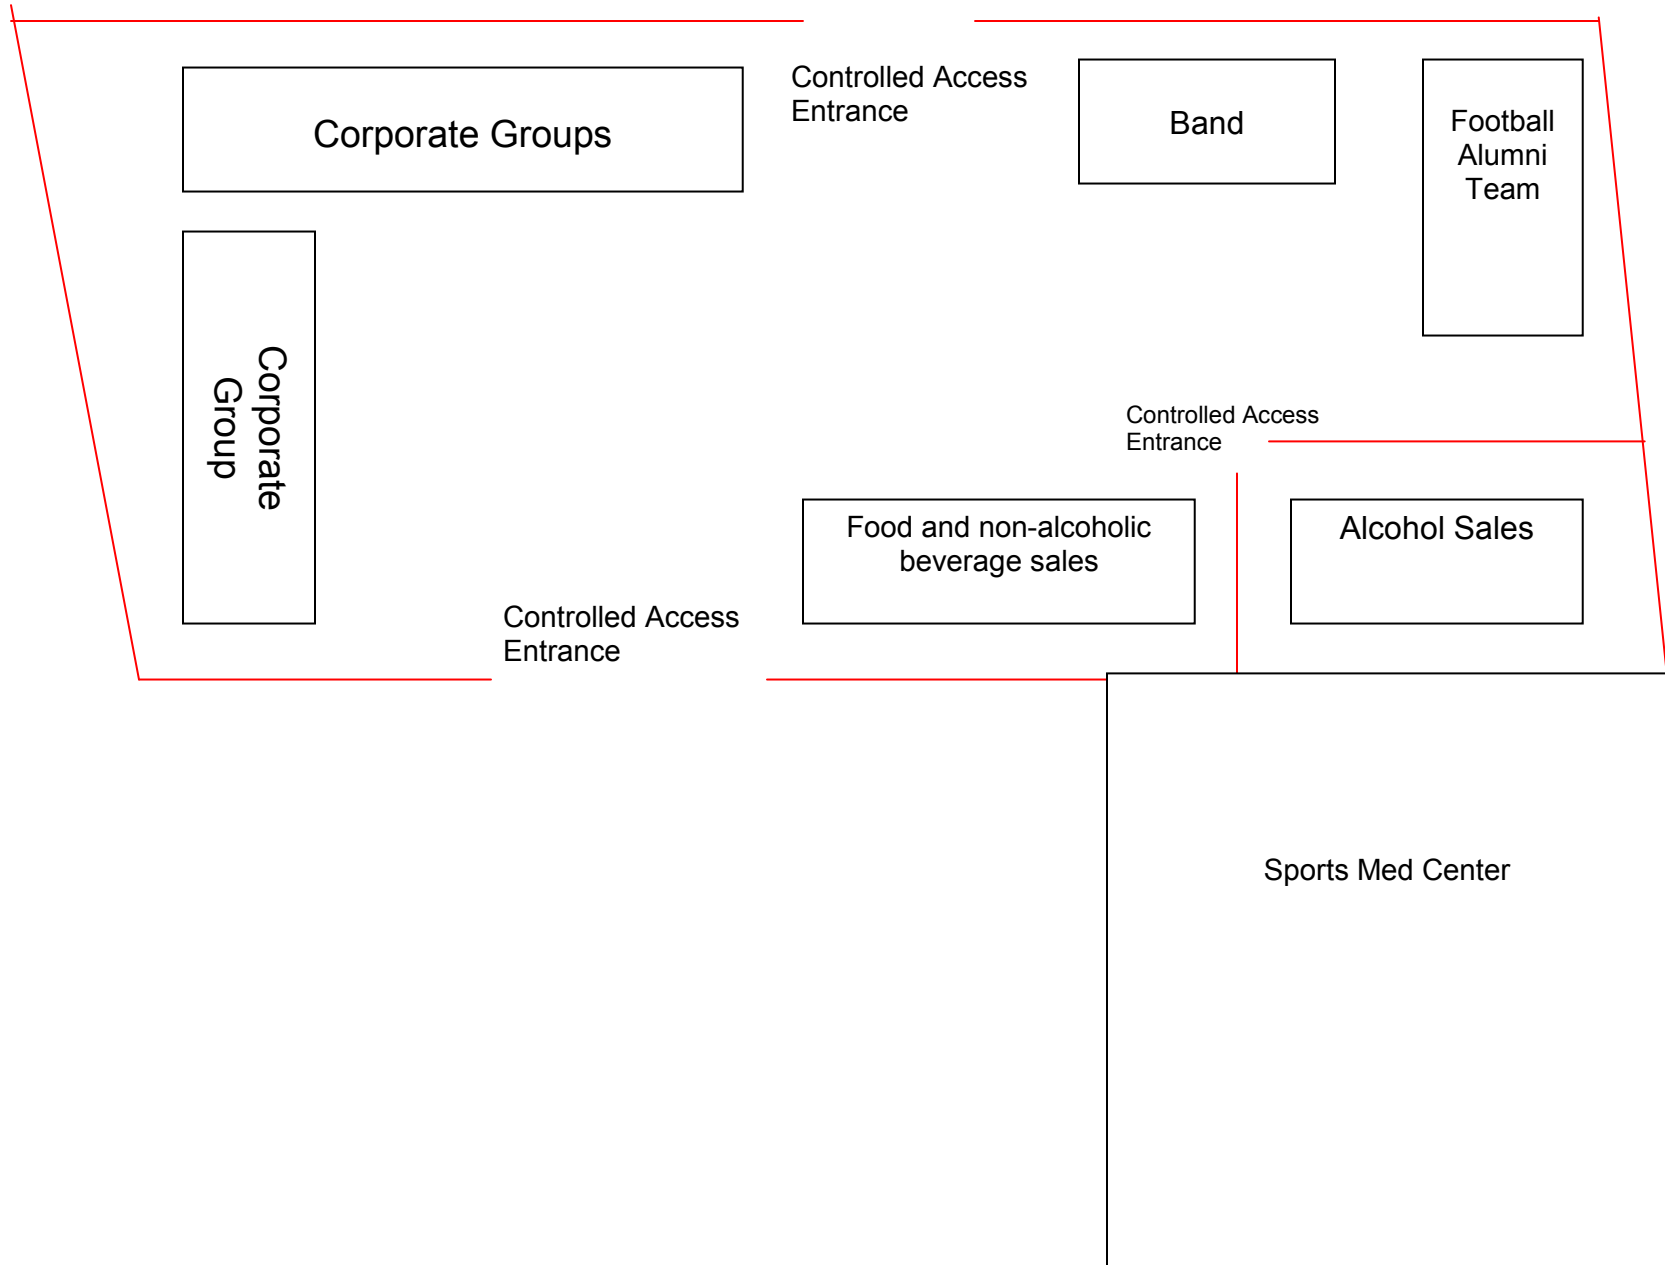 Controlled Access
Entrance
Corporate Groups
Band
Football
Alumni
Team
Corporate
Group
Controlled Access
Entrance
Food and non-alcoholic
beverage sales
Alcohol Sales
Controlled Access
Entrance
Sports Med Center